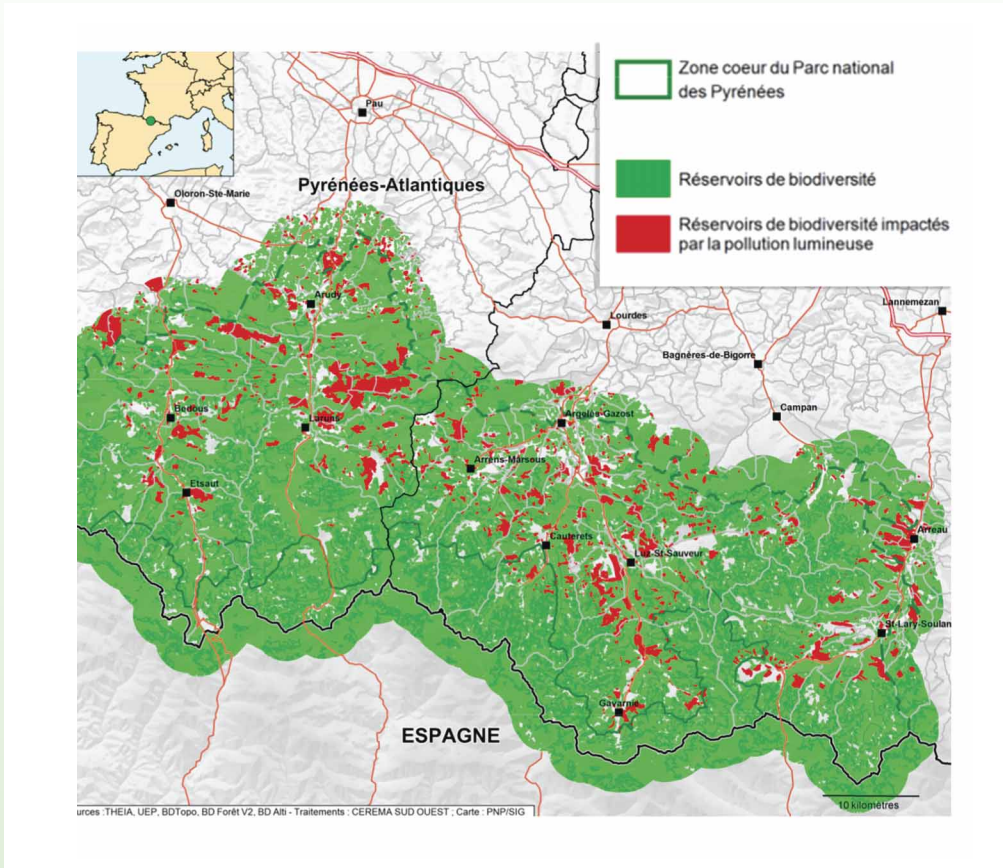 Zone coeur du Parc national
des Pyrénées
Réservoirs de biodiversité
Réservoirs de biodiversité impactés
par la pollution lumineuse
Pau
Oloron-Ste-Marie
Pyrénées-Atlantiques
Arudy
Lourdes
Lannemezan
Bagnères-de-Bigorre
Campan
Bedous
Laruns
Argelès-Gazost
Arrens-Marsous
Etsaut
Cauterets
Luz-St-Sauveur
Arreau
St-Lary-Soulan
Gavarnie
ESPAGNE
10 kilomètres
urces :THEIA, UEP, BDTopo, BD Forêt V2, BD Alti - Traitements : CEREMA SUD OUEST ; Carte : PNP/SIG